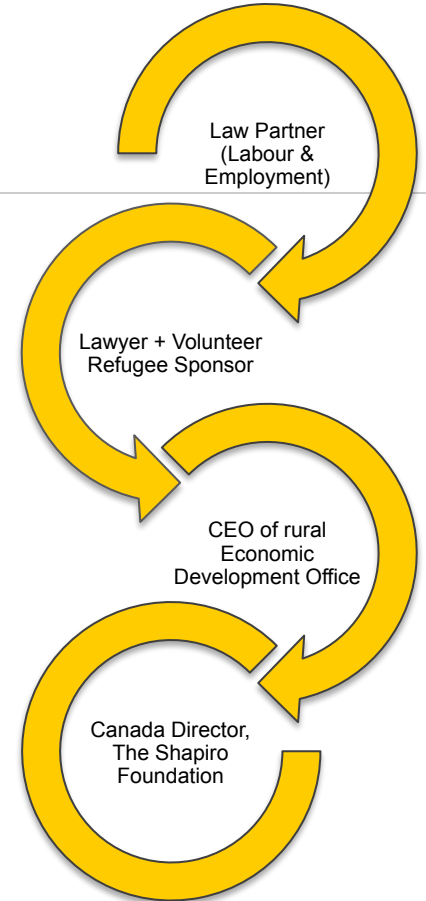 Law Partner
(Labour &
Employment)
Lawyer + Volunteer
Refugee Sponsor
CEO of rural
Economic
Development Office
Canada Director,
The Shapiro
Foundation